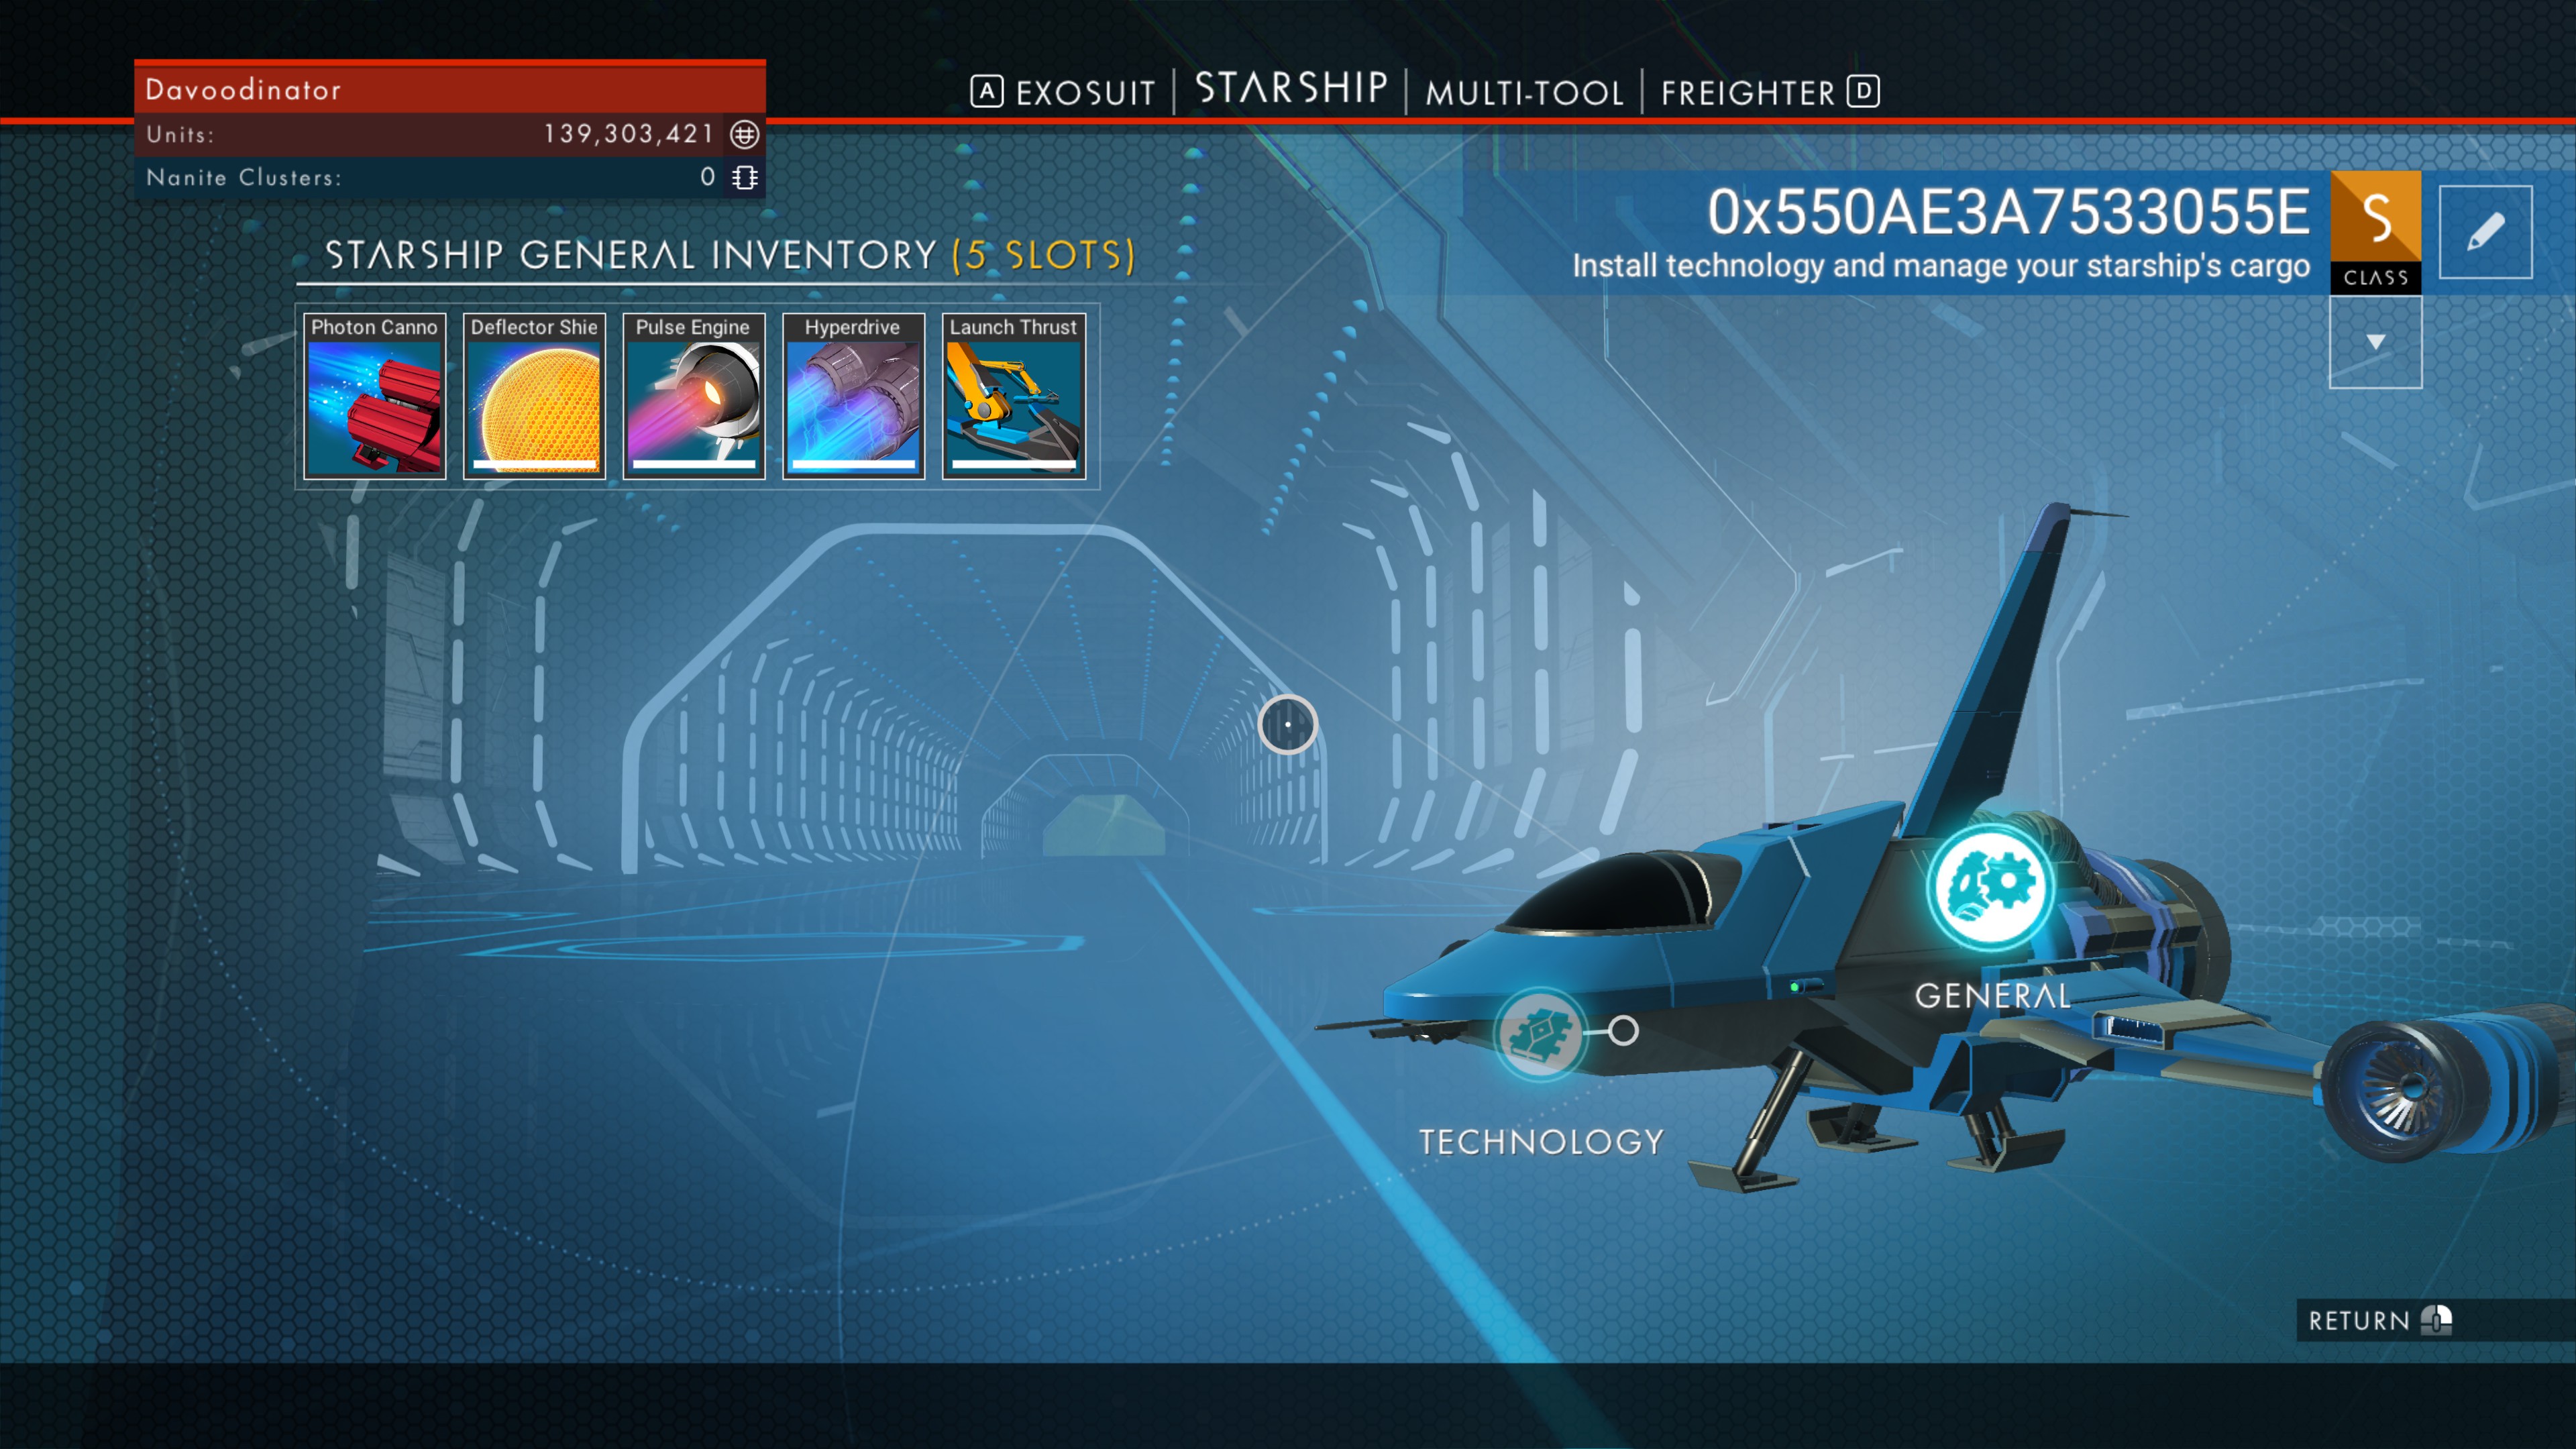 Davoodinator
Units: 139,303,421
Nanite Clusters: 0
A EXOSUIT STARSHIP MULTI-TOOL FREIGHTER D
STARSHIP GENERAL INVENTORY (5 SLOTS)
0x550AE3A7533055E
Install technology and manage your starship's cargo
S
CLASS
Photon Canno Deflector Shie Pulse Engine Hyperdrive Launch Thrust
GENERAL
TECHNOLOGY
RETURN